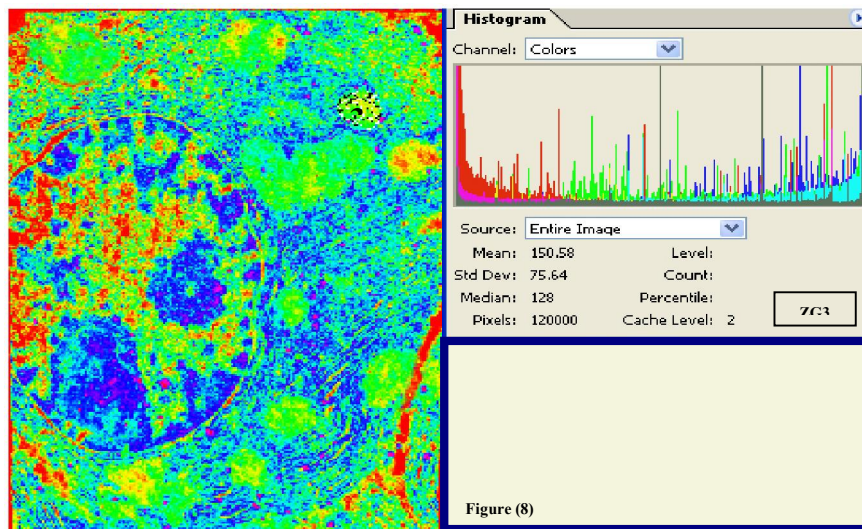 Histogram
Channel: Colors
Source: Entire Image
Mean: 150.58 Level:
Std Dev: 75.64 Count:
Median: 128 Percentile:
Pixels: 120000 Cache Level: 2
Figure (8)